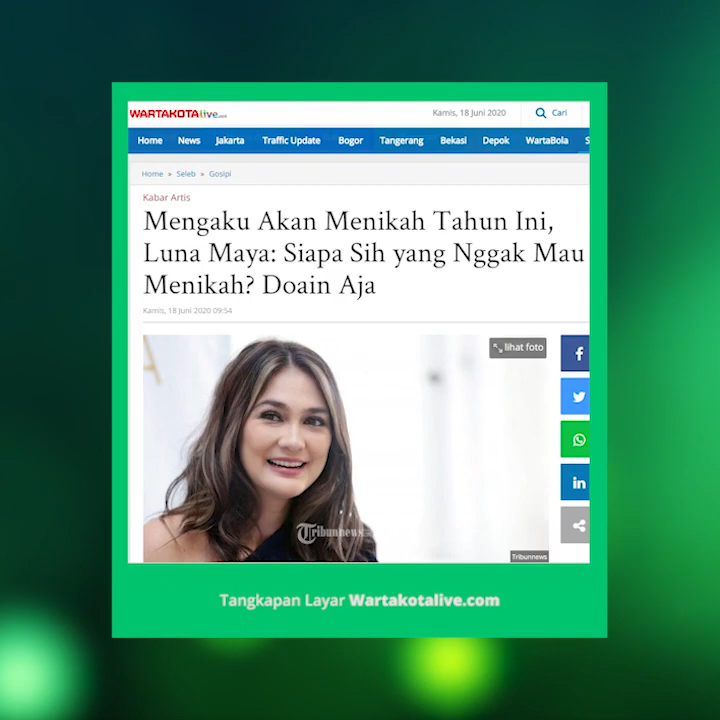 WARTAKOTAlive.com
Kamis, 18 Juni 2020
Cari
Home News Jakarta Traffic Update Bogor Tangerang Bekasi Depok WartaBola S
Home » Seleb » Gosipi
Kabar Artis
Mengaku Akan Menikah Tahun Ini,
Luna Maya: Siapa Sih yang Nggak Mau
Menikah? Doain Aja
Kamis, 18 Juni 2020 09:54
lihat foto
Tribunnews
Tribunnews
Tangkapan Layar Wartakotalive.com